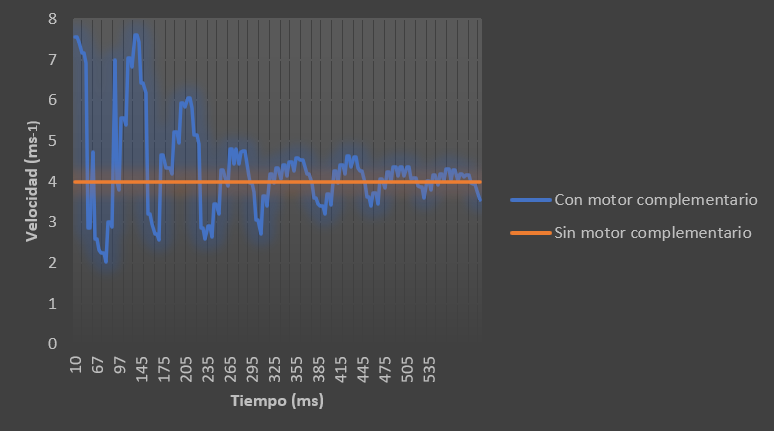 8
7
6
5
4
3
2
1
0
Velocidad (ms-1)
10 67 97 145 175 205 235 265 295 325 355 385 415 445 475 505 535
Tiempo (ms)
Con motor complementario
Sin motor complementario